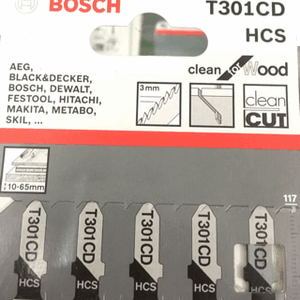 BOSCH
T301CD
HCS
AEG,
BLACK&DECKER,
BOSCH, DEWALT,
FESTOOL, HITACHI,
MAKITA, METABO,
SKIL, ...
clean for Wood
3mm
clean
CUT
10-65mm
117
T301CD
HCS
T301CD
HCS
T301CD
HCS
T301CD
HCS
T301CD
HCS